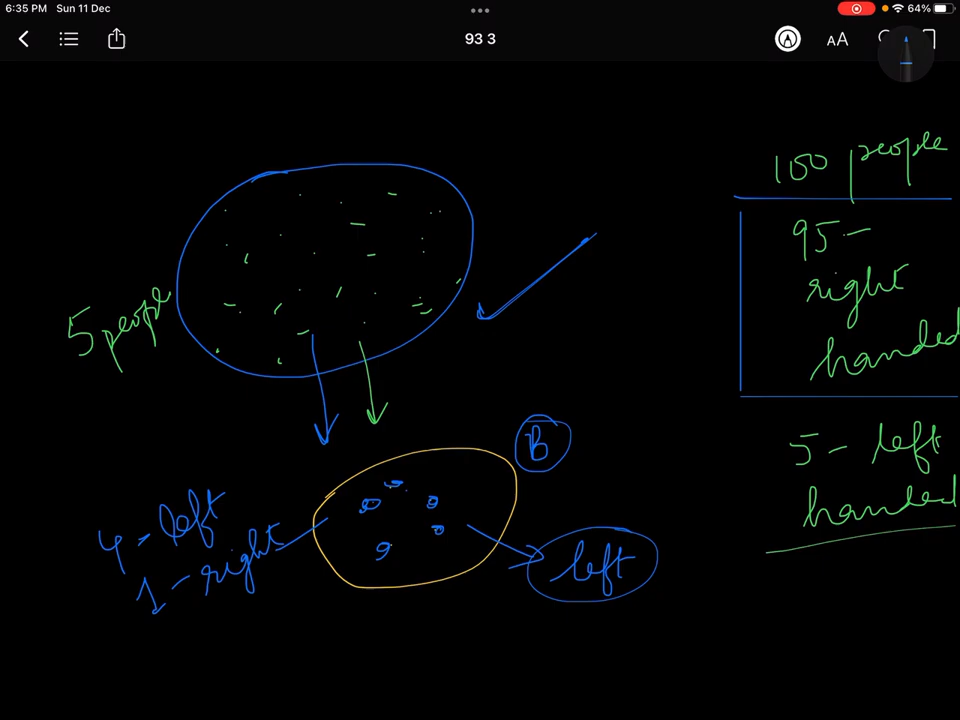 6:35 PM Sun 11 Dec
64%
93 3
AA
100 people
95 -
right
handed
5 - left
handed
5 people
B
4 - left
1 - right
left